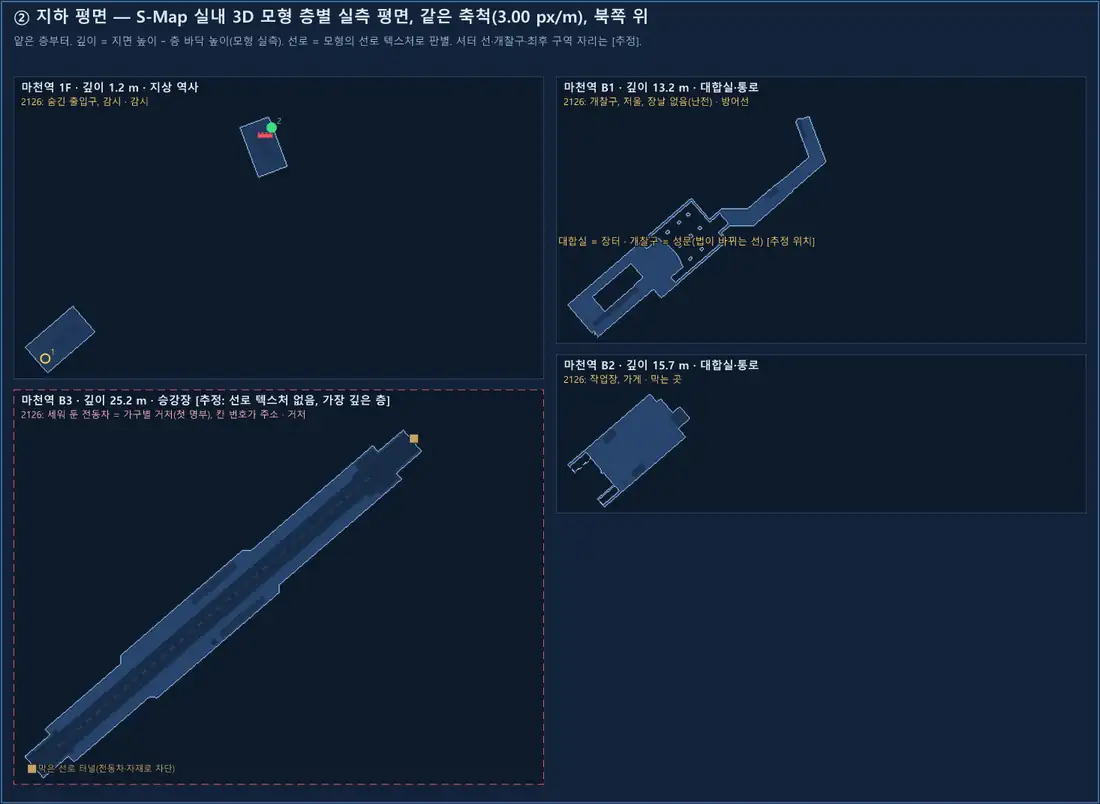 ② 지하 평면 — S-Map 실내 3D 모형 층별 실측 평면, 같은 축척(3.00 px/m), 북쪽 위
얕은 층부터. 깊이 = 지면 높이 − 층 바닥 높이(모형 실측). 선로 = 모형의 선로 텍스처로 판별. 셔터 선·개찰구·최후 구역 자리는 [추정].
마천역 1F · 깊이 1.2 m · 지상 역사
2126: 숨긴 출입구, 감시 · 감시
2
1
마천역 B1 · 깊이 13.2 m · 대합실·통로
2126: 개찰구, 저울, 장날 없음(난전) · 방어선
대합실 = 장터 · 개찰구 = 성문(법이 바뀌는 선) [추정 위치]
마천역 B2 · 깊이 15.7 m · 대합실·통로
2126: 작업장, 가게 · 막는 곳
마천역 B3 · 깊이 25.2 m · 승강장 [추정: 선로 텍스처 없음, 가장 깊은 층]
2126: 세워 둔 전동차 = 가구별 거처(첫 명부), 칸 번호가 주소 · 거처
막은 선로 터널(전동차·자재로 차단)